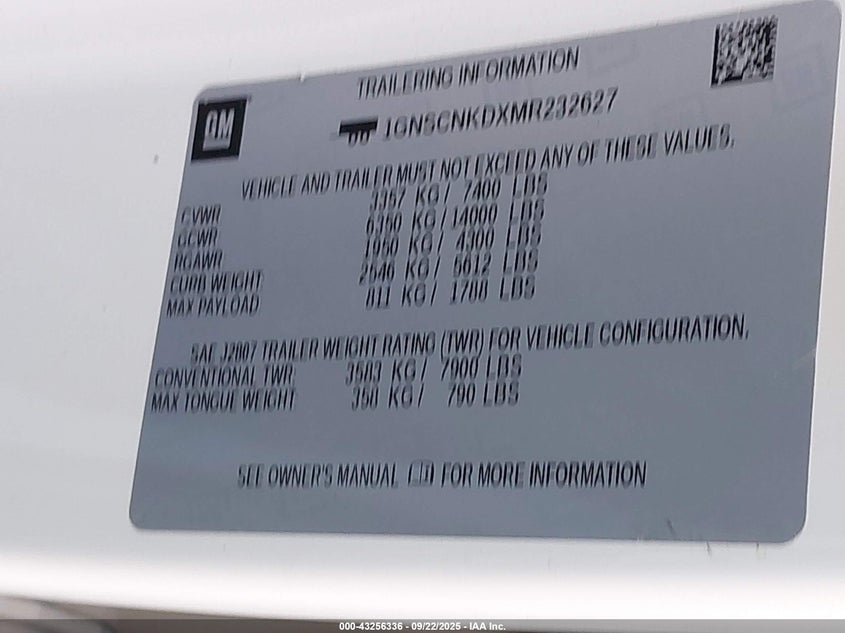 TRAILERING INFORMATION
GM
1GNSCNKDXMR232627
VEHICLE AND TRAILER MUST NOT EXCEED ANY OF THESE VALUES.
GVWR 3357 KG / 7400 LBS
GCWR 6350 KG / 14000 LBS
RGAWR 1950 KG / 4300 LBS
CURB WEIGHT 2546 KG / 5612 LBS
MAX PAYLOAD 811 KG / 1788 LBS
SAE J2807 TRAILER WEIGHT RATING (TWR) FOR VEHICLE CONFIGURATION.
CONVENTIONAL TWR 3583 KG / 7900 LBS
MAX TONGUE WEIGHT 358 KG / 790 LBS
SEE OWNER'S MANUAL FOR MORE INFORMATION
000-43256336 - 09/22/2025 - IAA Inc.